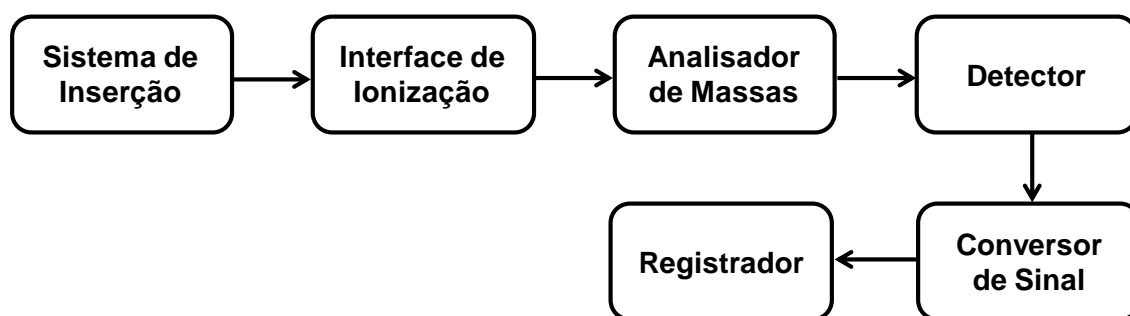 Sistema de
Inserção
Interface de
Ionização
Analisador
de Massas
Detector
Registrador
Conversor
de Sinal